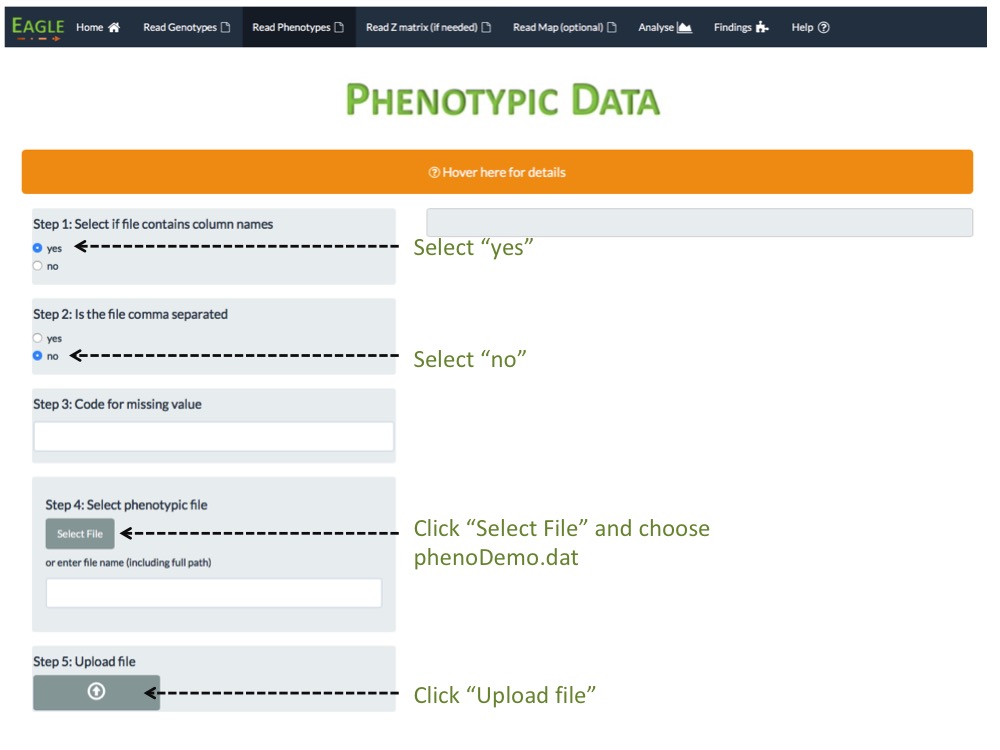 EAGLE Home Read Genotypes Read Phenotypes Read Z matrix (if needed) Read Map (optional) Analyse Findings Help
PHENOTYPIC DATA
Hover here for details
Step 1: Select if file contains column names
yes
Select “yes”
no
Step 2: Is the file comma separated
yes
no
Select “no”
Step 3: Code for missing value
Step 4: Select phenotypic file
Select File
Click “Select File” and choose
phenoDemo.dat
or enter file name (including full path)
Step 5: Upload file
Click “Upload file”